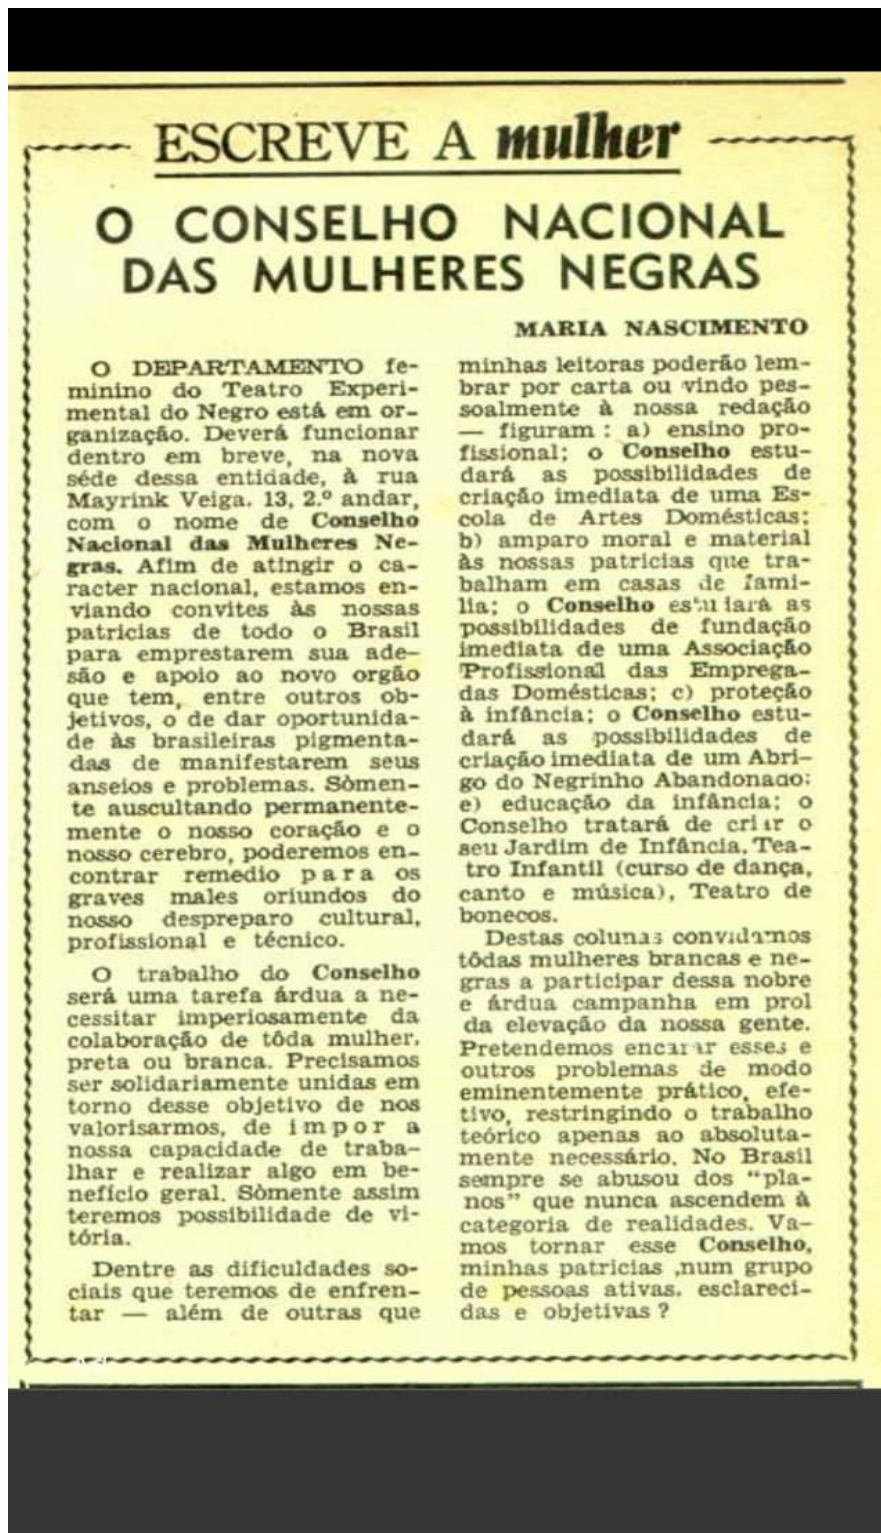 ESCREVE A mulher
O CONSELHO NACIONAL
DAS MULHERES NEGRAS
MARIA NASCIMENTO
O DEPARTAMENTO fe-
minino do Teatro Experi-
mental do Negro está em or-
ganização. Deverá funcionar
dentro em breve, na nova
séde dessa entidade, à rua
Mayrink Veiga. 13, 2.º andar,
com o nome de Conselho
Nacional das Mulheres Ne-
gras. Afim de atingir o ca-
racter nacional, estamos en-
viando convites às nossas
patricias de todo o Brasil
para emprestarem sua ade-
são e apoio ao novo orgão
que tem, entre outros ob-
jetivos, o de dar oportunida-
de às brasileiras pigmenta-
das de manifestarem seus
anseios e problemas. Sòmen-
te auscultando permanente-
mente o nosso coração e o
nosso cerebro, poderemos en-
contrar remedio para os
graves males oriundos do
nosso despreparo cultural,
profissional e técnico.
O trabalho do Conselho
será uma tarefa árdua a ne-
cessitar imperiosamente da
colaboração de tôda mulher,
preta ou branca. Precisamos
ser solidariamente unidas em
torno desse objetivo de nos
valorisarmos, de impor a
nossa capacidade de traba-
lhar e realizar algo em be-
nefício geral. Sòmente assim
teremos possibilidade de vi-
tória.
Dentre as dificuldades so-
ciais que teremos de enfren-
tar — além de outras que
minhas leitoras poderão lem-
brar por carta ou vindo pes-
soalmente à nossa redação
— figuram : a) ensino pro-
fissional; o Conselho estu-
dará as possibilidades de
criação imediata de uma Es-
cola de Artes Domésticas;
b) amparo moral e material
às nossas patricias que tra-
balham em casas de fami-
lia; o Conselho estudará as
possibilidades de fundação
imediata de uma Associação
Profissional das Emprega-
das Domésticas; c) proteção
à infância; o Conselho estu-
dará as possibilidades de
criação imediata de um Abri-
go do Negrinho Abandonado;
e) educação da infância; o
Conselho tratará de criar o
seu Jardim de Infância, Tea-
tro Infantil (curso de dança,
canto e música), Teatro de
bonecos.
Destas colunas convidamos
tôdas mulheres brancas e ne-
gras a participar dessa nobre
e árdua campanha em prol
da elevação da nossa gente.
Pretendemos encarar esses e
outros problemas de modo
eminentemente prático, efe-
tivo, restringindo o trabalho
teórico apenas ao absoluta-
mente necessário. No Brasil
sempre se abusou dos "pla-
nos" que nunca ascendem à
categoria de realidades. Va-
mos tornar esse Conselho,
minhas patricias ,num grupo
de pessoas ativas. esclareci-
das e objetivas ?